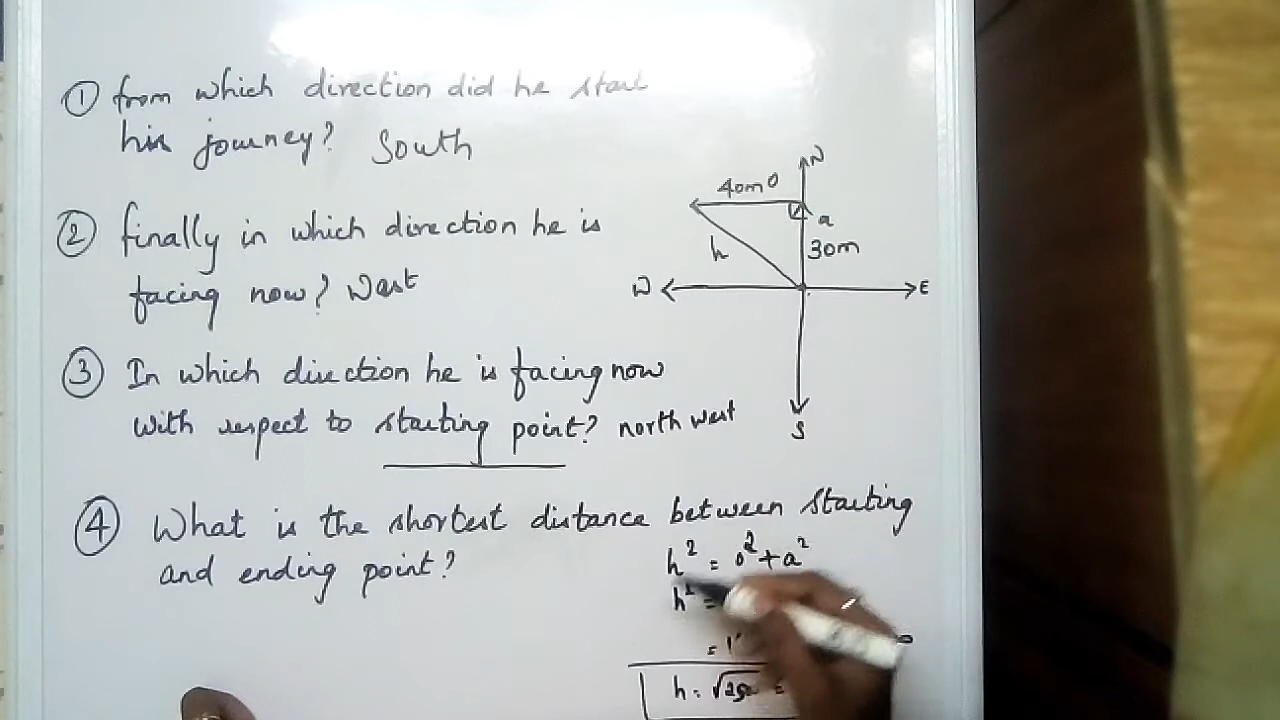 ① from which direction did he start
his journey? South
② finally in which direction he is
facing now? West
③ In which direction he is facing now
with respect to starting point? north west
④ What is the shortest distance between starting
and ending point?
N
40m o
a
30m
h
W E
S
h² = o² + a²
h² =
h =